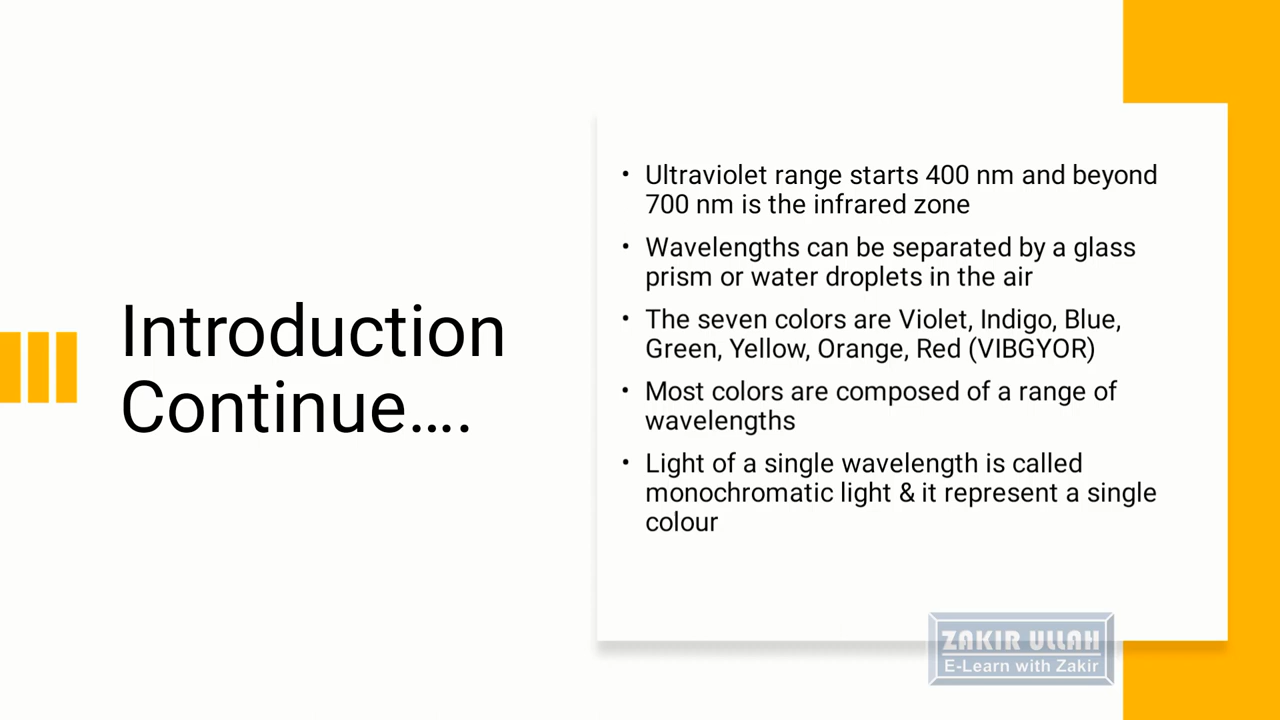 Introduction
Continue….
• Ultraviolet range starts 400 nm and beyond
700 nm is the infrared zone
• Wavelengths can be separated by a glass
prism or water droplets in the air
• The seven colors are Violet, Indigo, Blue,
Green, Yellow, Orange, Red (VIBGYOR)
• Most colors are composed of a range of
wavelengths
• Light of a single wavelength is called
monochromatic light & it represent a single
colour
ZAKIR ULLAH
E-Learn with Zakir